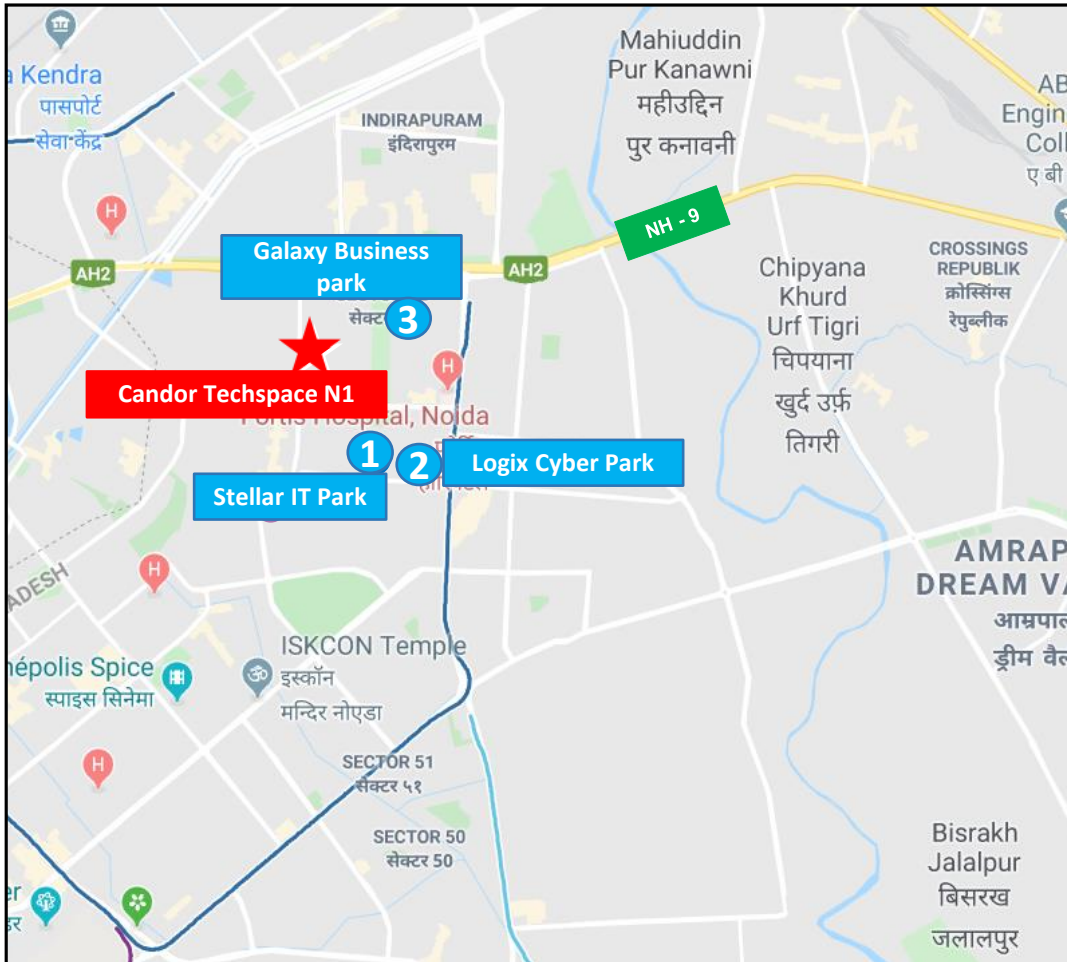 a Kendra
पासपोर्ट
सेवा केंद्र
Mahiuddin
Pur Kanawni
महीउद्दिन
पुर कनावनी
INDIRAPURAM
इंदिरापुरम
AB
Engin
Coll
ए बी
H
NH - 9
Galaxy Business
park
AH2
AH2
CROSSINGS
REPUBLIK
क्रोसिंग्स
रेपुब्लीक
Chipyana
Khurd
Urf Tigri
चिपयाना
खुर्द उर्फ़
तिगरी
सेक्ट
3
H
Candor Techspace N1
Fortis Hospital, Noida
1
2
Logix Cyber Park
Stellar IT Park
ADESH
H
AMRAP
DREAM VA
आम्रपाल
ड्रीम वैल
ISKCON Temple
इस्कॉन
मन्दिर नोएडा
népolis Spice
स्पाइस सिनेमा
H
SECTOR 51
सेक्टर ५१
SECTOR 50
सेक्टर 50
Bisrakh
Jalalpur
बिसरख
जलालपुर
er
डर